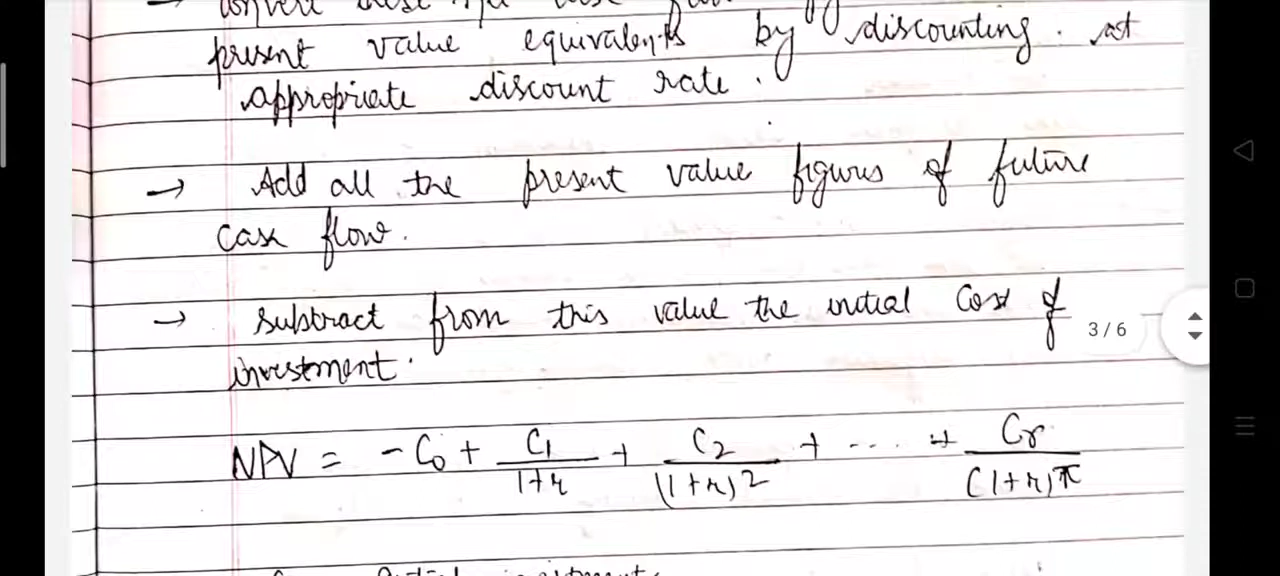 present value equivalents by discounting . at
appropriate discount rate .
→ Add all the present value figures of future
case flow .
→ Subtract from this value the initial Cost of
3/6
investment .
NPV = - C₀ + C₁/1+r + C₂/(1+r)2 + .... + Cr/(1+r)π